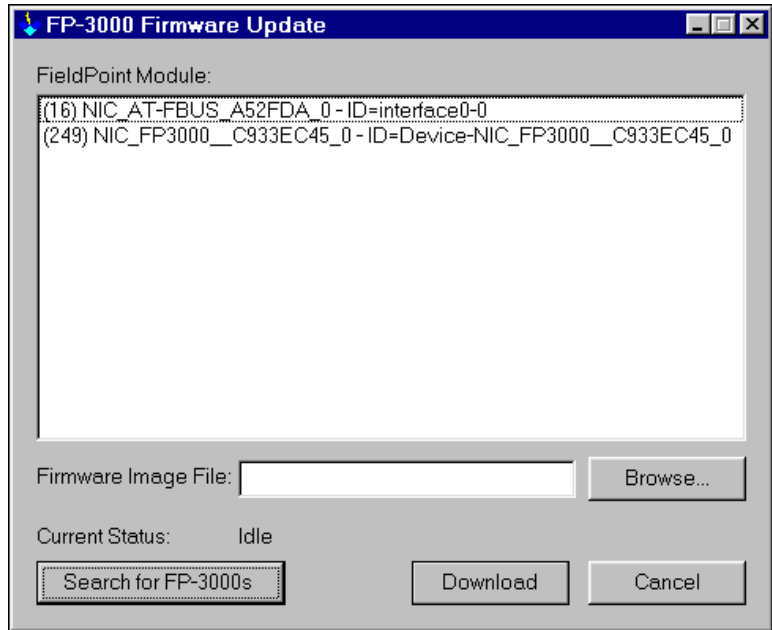 FP-3000 Firmware Update
FieldPoint Module:
(16) NIC_AT-FBUS_A52FDA_0 - ID=interface0-0
(249) NIC_FP3000__C933EC45_0 - ID=Device-NIC_FP3000__C933EC45_0
Firmware Image File:
Browse...
Current Status: Idle
Search for FP-3000s
Download
Cancel